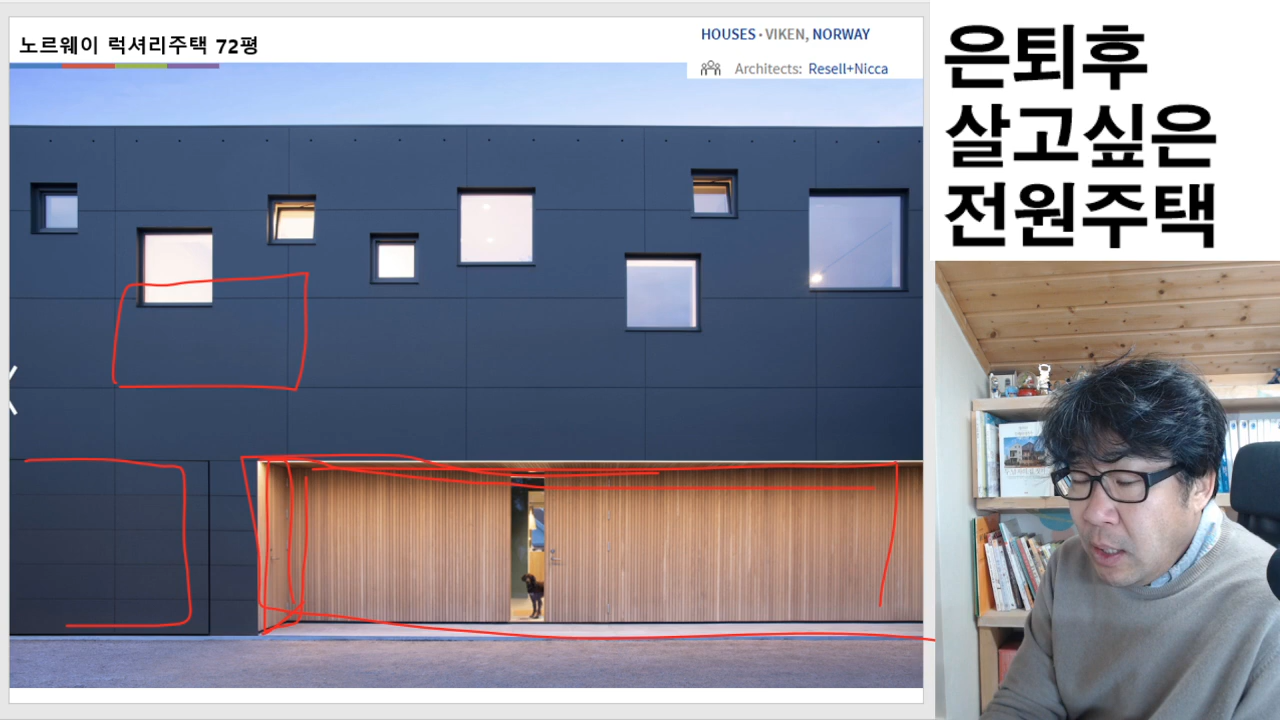 노르웨이 럭셔리주택 72평
HOUSES · VIKEN, NORWAY
Architects: Resell+Nicca
은퇴후
살고싶은
전원주택